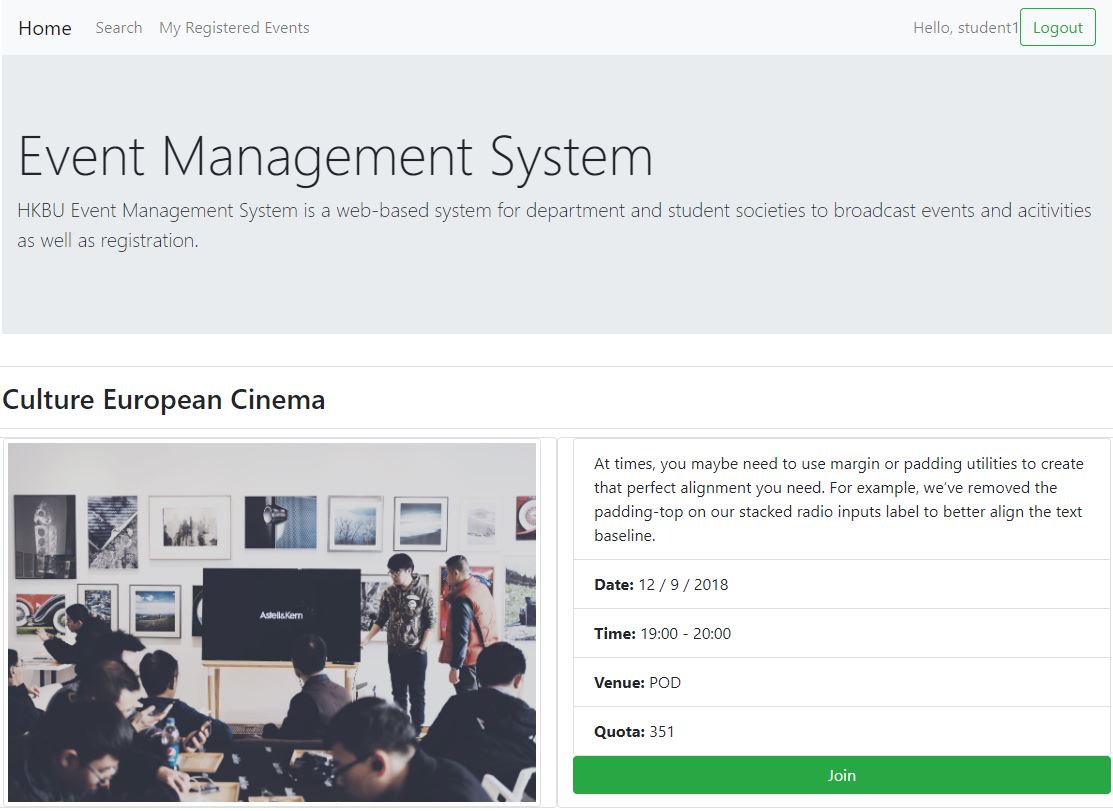 Home Search My Registered Events Hello, student1 Logout
Event Management System
HKBU Event Management System is a web-based system for department and student societies to broadcast events and acitivities
as well as registration.
Culture European Cinema
At times, you maybe need to use margin or padding utilities to create
that perfect alignment you need. For example, we’ve removed the
padding-top on our stacked radio inputs label to better align the text
baseline.
Date: 12 / 9 / 2018
Time: 19:00 - 20:00
Venue: POD
Quota: 351
Join
Astell&Kern